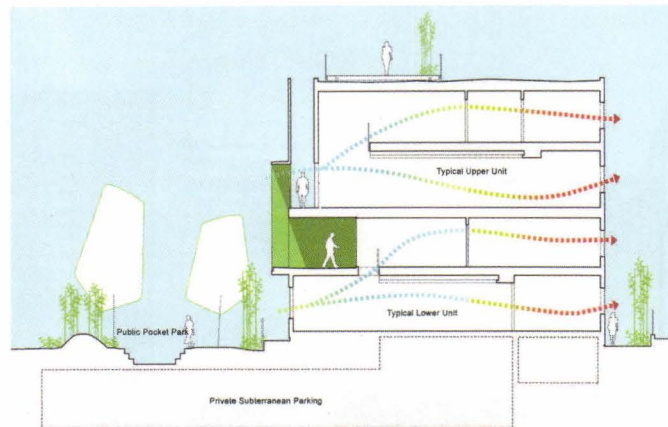 Typical Upper Unit
Typical Lower Unit
Public Pocket Park
Private Subterranean Parking